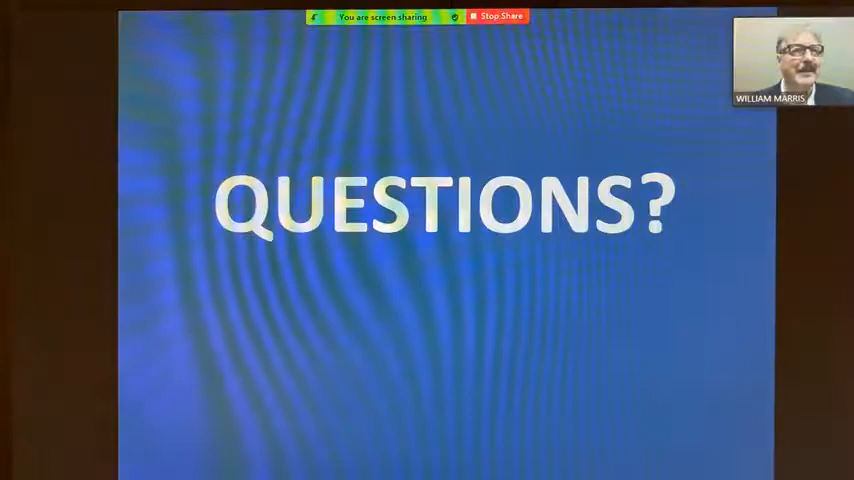 You are screen sharing
Stop Share
WILLIAM MARRIS
QUESTIONS?